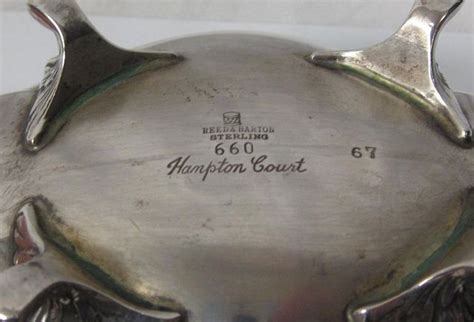 REED & BARTON
STERLING
660 67
Hampton Court